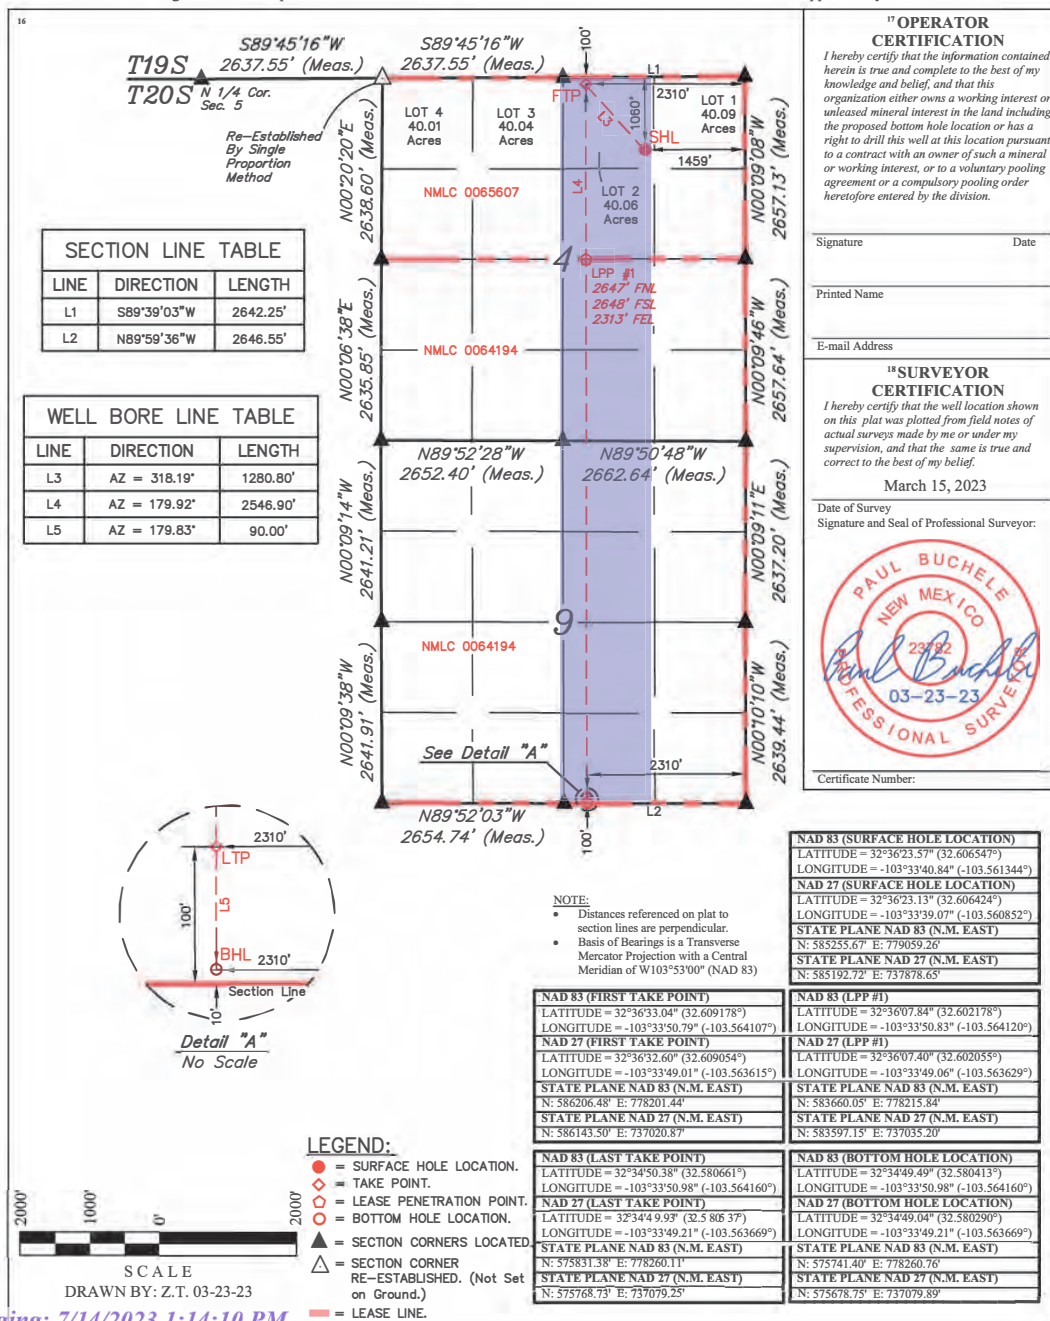 16
T19S
T20S
N 1/4 Cor.
Sec. 5
S89°45'16"W
2637.55' (Meas.)
S89°45'16"W
2637.55' (Meas.)
100'
L1
FTP
2310'
1060'
L3
SHL
1459'
L4
LOT 4
40.01
Acres
LOT 3
40.04
Acres
LOT 1
40.09
Arces
LOT 2
40.06
Acres
Re-Established
By Single
Proportion
Method
N00°20'20"E
2638.60' (Meas.)
N00°09'08"W
2657.13' (Meas.)
NMLC 0065607
4
LPP #1
2647' FNL
2648' FSL
2313' FEL
N00°06'38"E
2635.85' (Meas.)
N00°09'46"W
2657.64' (Meas.)
NMLC 0064194
N89°52'28"W
2652.40' (Meas.)
N89°50'48"W
2662.64' (Meas.)
N00°09'14"W
2641.21' (Meas.)
N00°09'11"E
2637.20' (Meas.)
9
NMLC 0064194
N00°09'38"W
2641.91' (Meas.)
N00°10'10"W
2639.44' (Meas.)
See Detail "A"
2310'
L2
N89°52'03"W
2654.74' (Meas.)
100'
SECTION LINE TABLE
LINE DIRECTION LENGTH
L1 S89°39'03"W 2642.25'
L2 N89°59'36"W 2646.55'
WELL BORE LINE TABLE
LINE DIRECTION LENGTH
L3 AZ = 318.19° 1280.80'
L4 AZ = 179.92° 2546.90'
L5 AZ = 179.83° 90.00'
17 OPERATOR
CERTIFICATION
I hereby certify that the information contained
herein is true and complete to the best of my
knowledge and belief, and that this
organization either owns a working interest or
unleased mineral interest in the land including
the proposed bottom hole location or has a
right to drill this well at this location pursuant
to a contract with an owner of such a mineral
or working interest, or to a voluntary pooling
agreement or a compulsory pooling order
heretofore entered by the division.
Signature Date
Printed Name
E-mail Address
18 SURVEYOR
CERTIFICATION
I hereby certify that the well location shown
on this plat was plotted from field notes of
actual surveys made by me or under my
supervision, and that the same is true and
correct to the best of my belief.
March 15, 2023
Date of Survey
Signature and Seal of Professional Surveyor:
PAUL BUCHELE
NEW MEXICO
23782
Paul Buchele
03-23-23
PROFESSIONAL SURVEYOR
Certificate Number:
2310'
LTP
100'
L5
BHL
2310'
Section Line
10'
Detail "A"
No Scale
NOTE:
• Distances referenced on plat to
section lines are perpendicular.
• Basis of Bearings is a Transverse
Mercator Projection with a Central
Meridian of W103°53'00" (NAD 83)
NAD 83 (SURFACE HOLE LOCATION)
LATITUDE = 32°36'23.57" (32.606547°)
LONGITUDE = -103°33'40.84" (-103.561344°)
NAD 27 (SURFACE HOLE LOCATION)
LATITUDE = 32°36'23.13" (32.606424°)
LONGITUDE = -103°33'39.07" (-103.560852°)
STATE PLANE NAD 83 (N.M. EAST)
N: 585255.67' E: 779059.26'
STATE PLANE NAD 27 (N.M. EAST)
N: 585192.72' E: 737878.65'
NAD 83 (FIRST TAKE POINT)
LATITUDE = 32°36'33.04" (32.609178°)
LONGITUDE = -103°33'50.79" (-103.564107°)
NAD 27 (FIRST TAKE POINT)
LATITUDE = 32°36'32.60" (32.609054°)
LONGITUDE = -103°33'49.01" (-103.563615°)
STATE PLANE NAD 83 (N.M. EAST)
N: 586206.48' E: 778201.44'
STATE PLANE NAD 27 (N.M. EAST)
N: 586143.50' E: 737020.87'
NAD 83 (LPP #1)
LATITUDE = 32°36'07.84" (32.602178°)
LONGITUDE = -103°33'50.83" (-103.564120°)
NAD 27 (LPP #1)
LATITUDE = 32°36'07.40" (32.602055°)
LONGITUDE = -103°33'49.06" (-103.563629°)
STATE PLANE NAD 83 (N.M. EAST)
N: 583660.05' E: 778215.84'
STATE PLANE NAD 27 (N.M. EAST)
N: 583597.15' E: 737035.20'
NAD 83 (LAST TAKE POINT)
LATITUDE = 32°34'50.38" (32.580661°)
LONGITUDE = -103°33'50.98" (-103.564160°)
NAD 27 (LAST TAKE POINT)
LATITUDE = 32°34'49.93" (32.580537)
LONGITUDE = -103°33'49.21" (-103.563669°)
STATE PLANE NAD 83 (N.M. EAST)
N: 575831.38' E: 778260.11'
STATE PLANE NAD 27 (N.M. EAST)
N: 575768.73' E: 737079.25'
NAD 83 (BOTTOM HOLE LOCATION)
LATITUDE = 32°34'49.49" (32.580413°)
LONGITUDE = -103°33'50.98" (-103.564160°)
NAD 27 (BOTTOM HOLE LOCATION)
LATITUDE = 32°34'49.04" (32.580290°)
LONGITUDE = -103°33'49.21" (-103.563669°)
STATE PLANE NAD 83 (N.M. EAST)
N: 575741.40' E: 778260.76'
STATE PLANE NAD 27 (N.M. EAST)
N: 575678.75' E: 737079.89'
LEGEND:
= SURFACE HOLE LOCATION.
= TAKE POINT.
= LEASE PENETRATION POINT.
= BOTTOM HOLE LOCATION.
= SECTION CORNERS LOCATED.
= SECTION CORNER
RE-ESTABLISHED. (Not Set
on Ground.)
= LEASE LINE.
2000' 1000' 0' 2000'
SCALE
DRAWN BY: Z.T. 03-23-23
ging: 7/14/2023 1:14:10 PM